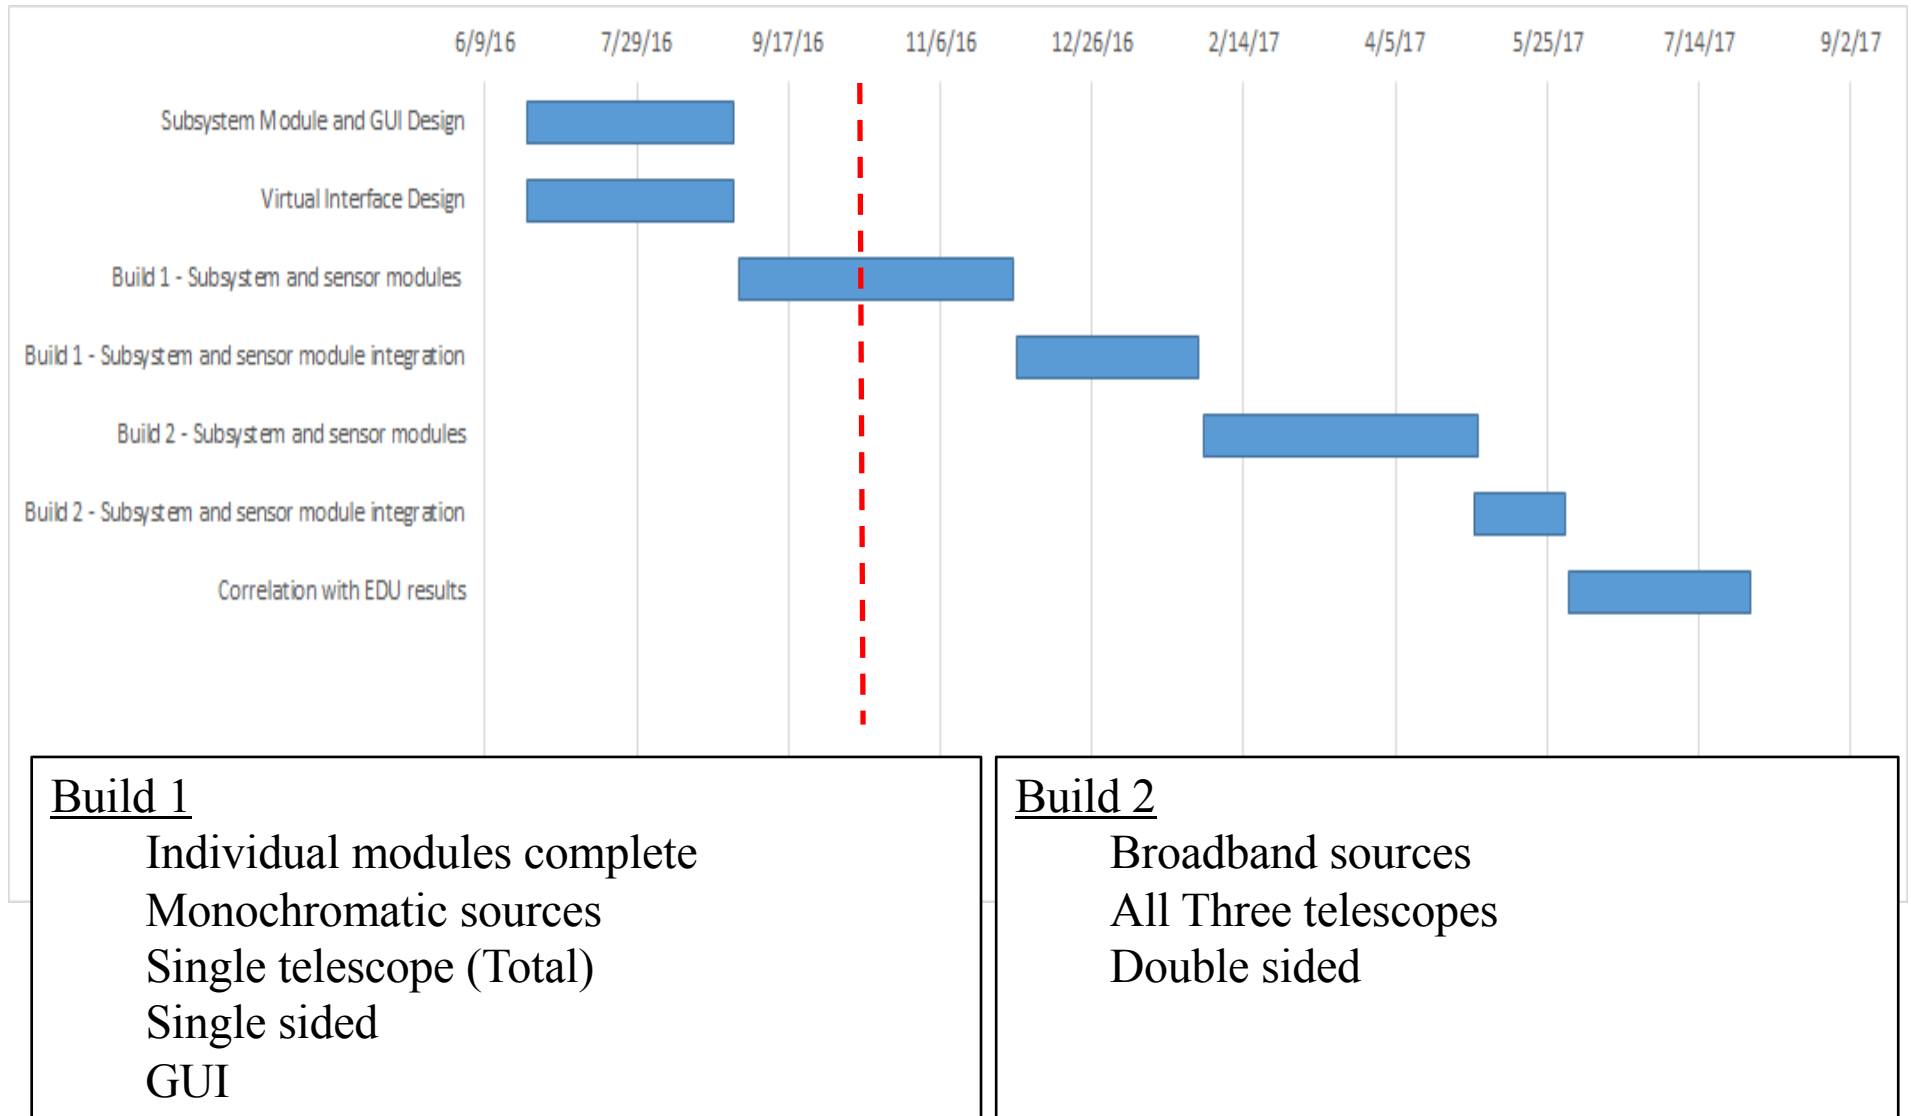 6/9/16 7/29/16 9/17/16 11/6/16 12/26/16 2/14/17 4/5/17 5/25/17 7/14/17 9/2/17
Subsystem Module and GUI Design
Virtual Interface Design
Build 1 - Subsystem and sensor modules
Build 1 - Subsystem and sensor module integration
Build 2 - Subsystem and sensor modules
Build 2 - Subsystem and sensor module integration
Correlation with EDU results
Build 1
Individual modules complete
Monochromatic sources
Single telescope (Total)
Single sided
GUI
Build 2
Broadband sources
All Three telescopes
Double sided